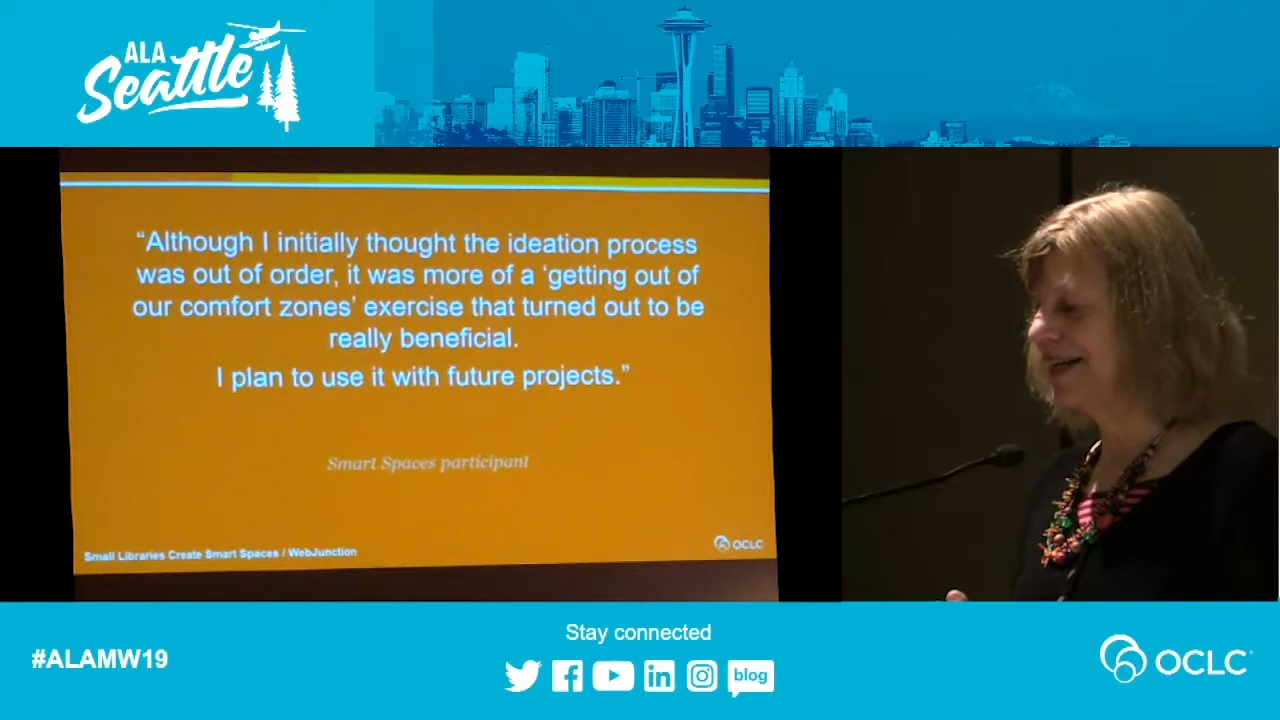 ALA
Seattle
“Although I initially thought the ideation process
was out of order, it was more of a ‘getting out of
our comfort zones’ exercise that turned out to be
really beneficial.
I plan to use it with future projects.”
Smart Spaces participant
Small Libraries Create Smart Spaces / WebJunction
OCLC
Stay connected
#ALAMW19
blog
OCLC